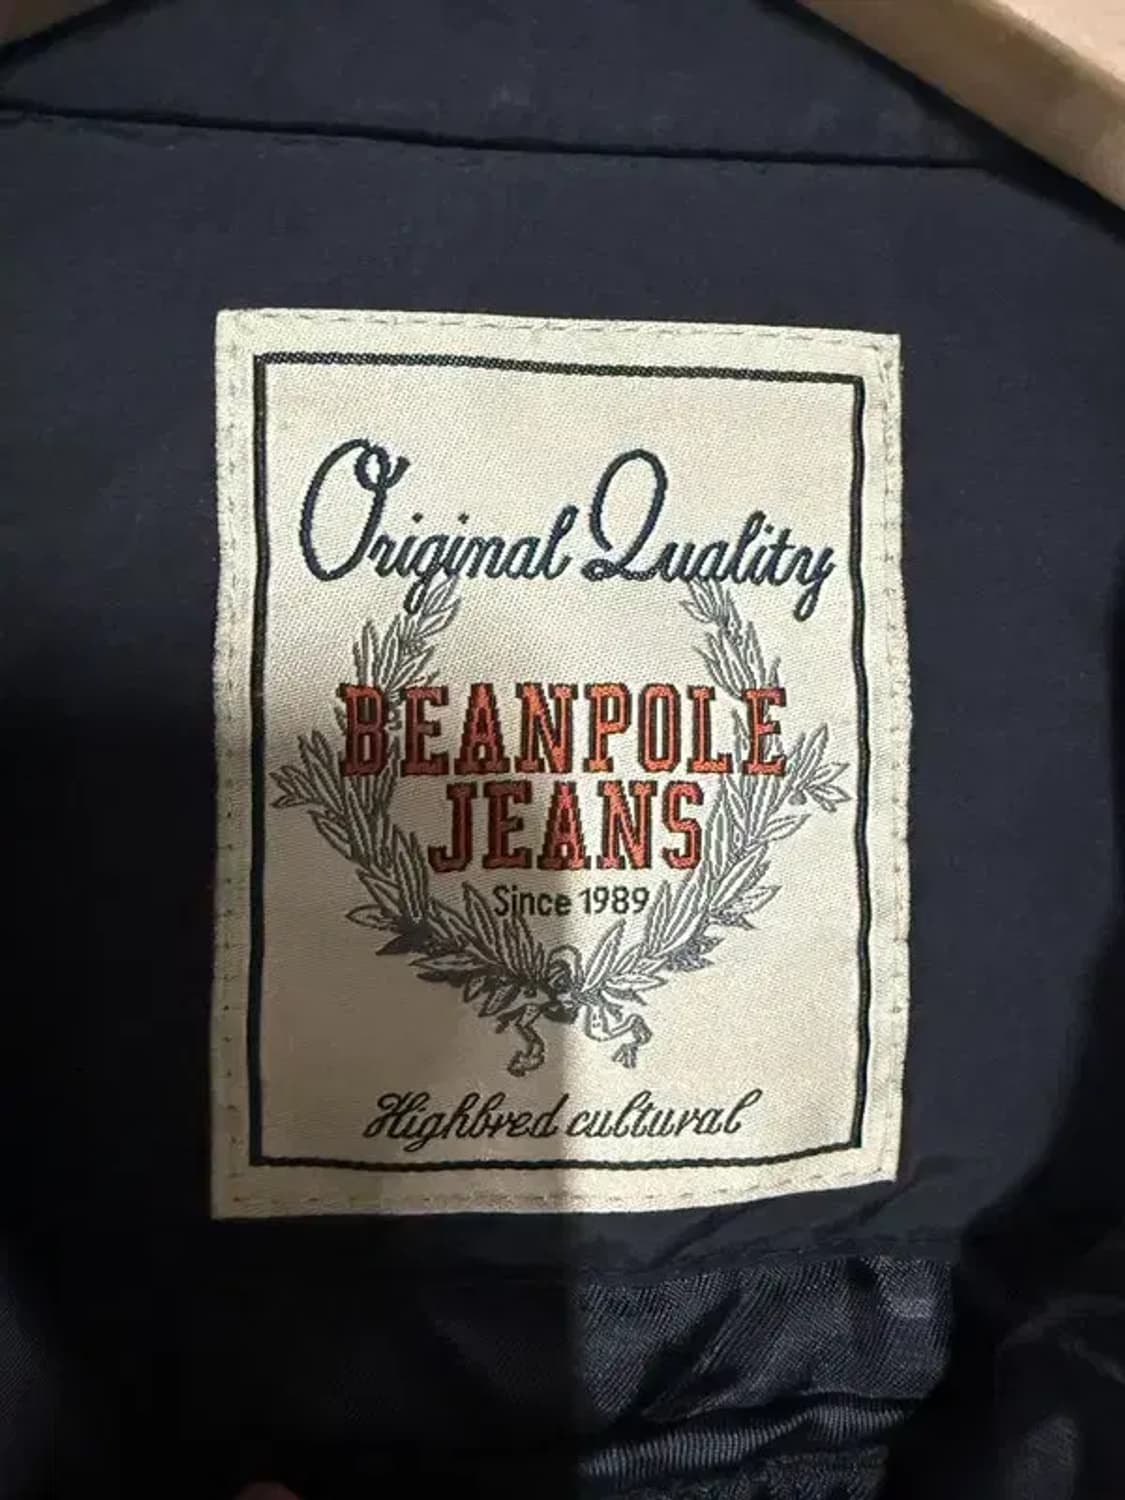 Original Quality
BEANPOLE
JEANS
Since 1989
Highbred cultural